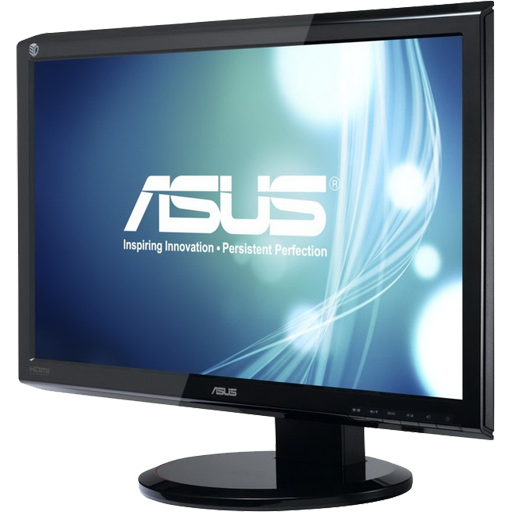 ASUS®
Inspiring Innovation • Persistent Perfection
HDMI
ASUS